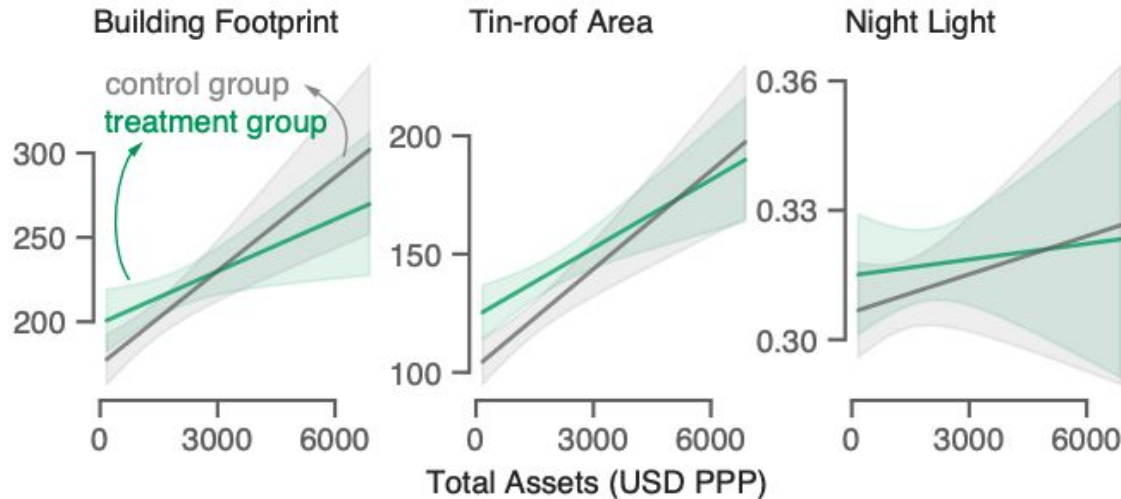 Building Footprint
control group
treatment group
300
250
200
0 3000 6000
Tin-roof Area
200
150
100
0 3000 6000
Night Light
0.36
0.33
0.30
0 3000 6000
Total Assets (USD PPP)